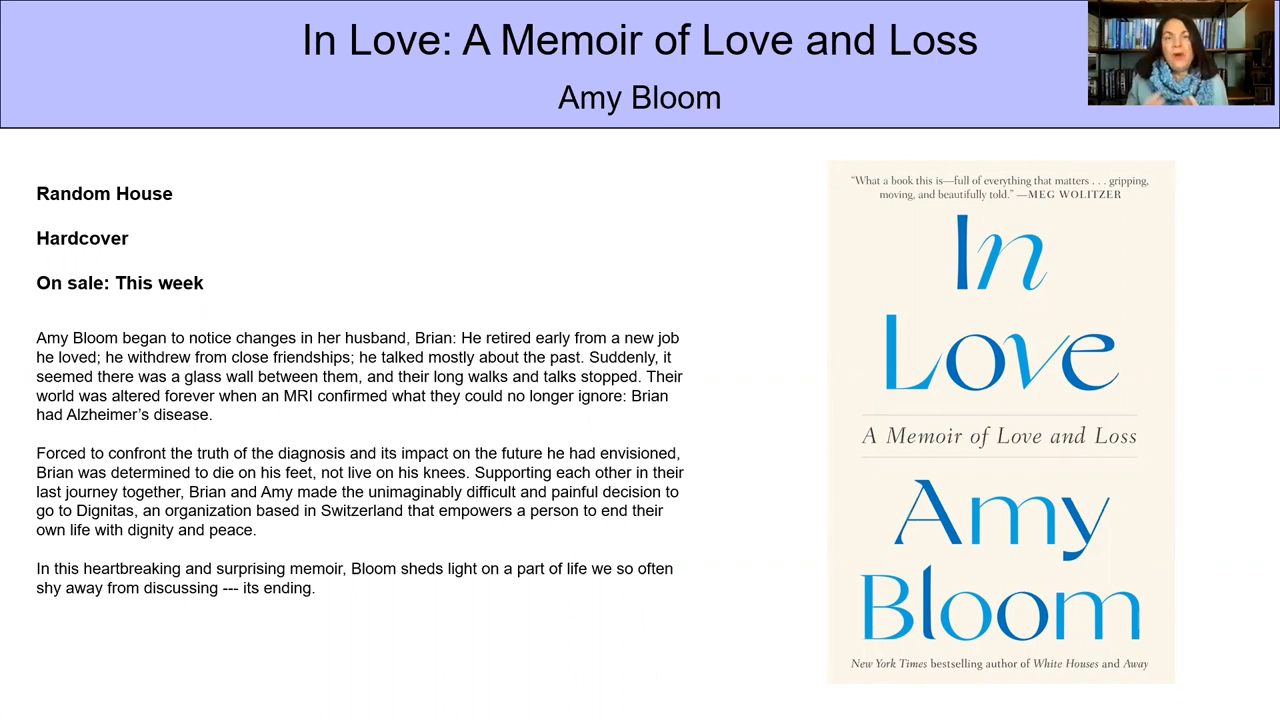 In Love: A Memoir of Love and Loss
Amy Bloom
Random House
Hardcover
On sale: This week
Amy Bloom began to notice changes in her husband, Brian: He retired early from a new job
he loved; he withdrew from close friendships; he talked mostly about the past. Suddenly, it
seemed there was a glass wall between them, and their long walks and talks stopped. Their
world was altered forever when an MRI confirmed what they could no longer ignore: Brian
had Alzheimer’s disease.
Forced to confront the truth of the diagnosis and its impact on the future he had envisioned,
Brian was determined to die on his feet, not live on his knees. Supporting each other in their
last journey together, Brian and Amy made the unimaginably difficult and painful decision to
go to Dignitas, an organization based in Switzerland that empowers a person to end their
own life with dignity and peace.
In this heartbreaking and surprising memoir, Bloom sheds light on a part of life we so often
shy away from discussing --- its ending.
“What a book this is—full of everything that matters . . . gripping,
moving, and beautifully told.” —MEG WOLITZER
In
Love
A Memoir of Love and Loss
Amy
Bloom
New York Times bestselling author of White Houses and Away